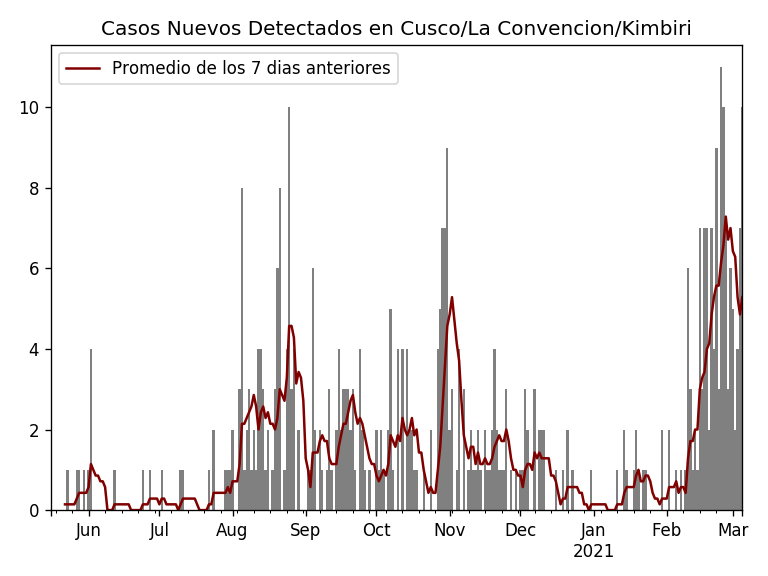 Casos Nuevos Detectados en Cusco/La Convencion/Kimbiri
Promedio de los 7 dias anteriores
10
8
6
4
2
0
Jun Jul Aug Sep Oct Nov Dec Jan Feb Mar
2021